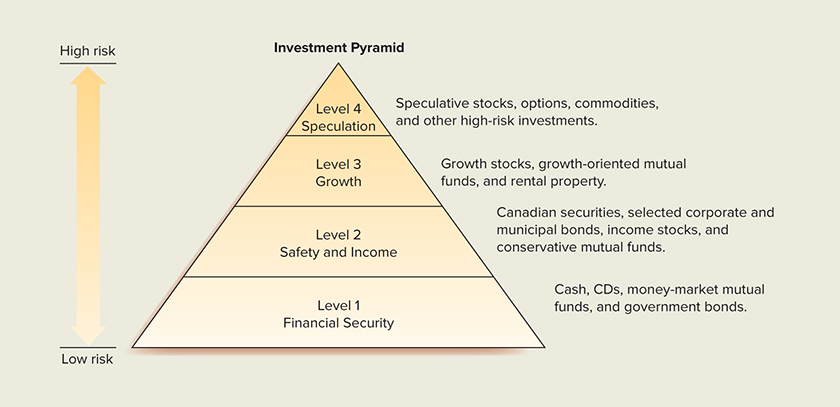 Investment Pyramid
High risk
Level 4
Speculation
Speculative stocks, options, commodities,
and other high-risk investments.
Level 3
Growth
Growth stocks, growth-oriented mutual
funds, and rental property.
Level 2
Safety and Income
Canadian securities, selected corporate and
municipal bonds, income stocks, and
conservative mutual funds.
Level 1
Financial Security
Cash, CDs, money-market mutual
funds, and government bonds.
Low risk